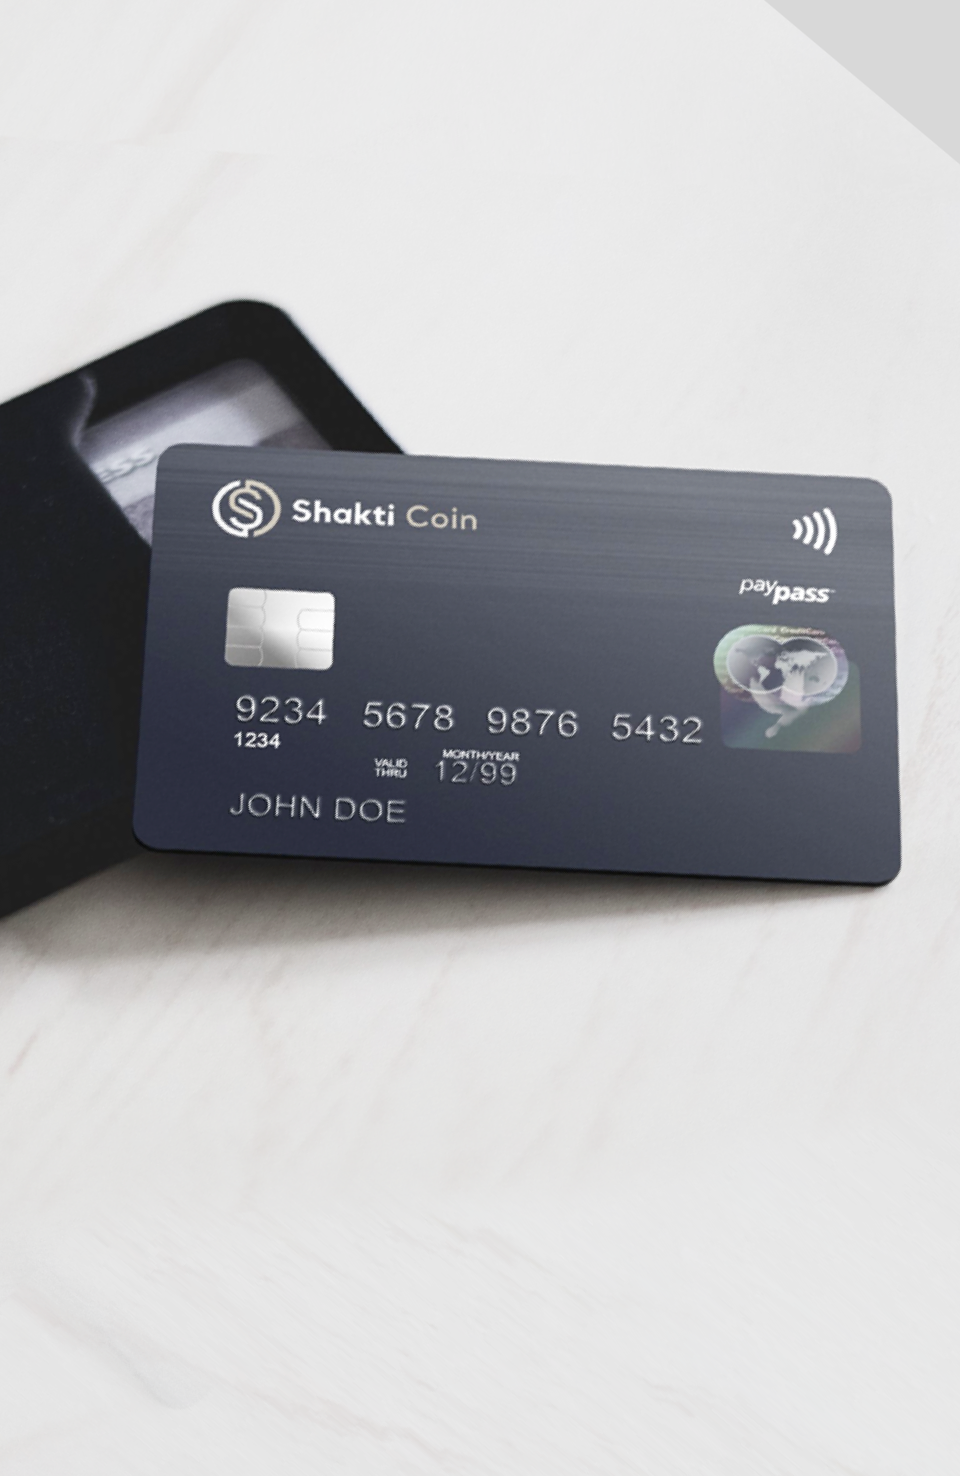 Shakti Coin
paypass
9234 5678 9876 5432
1234
MONTH/YEAR
VALID
THRU
12/99
JOHN DOE